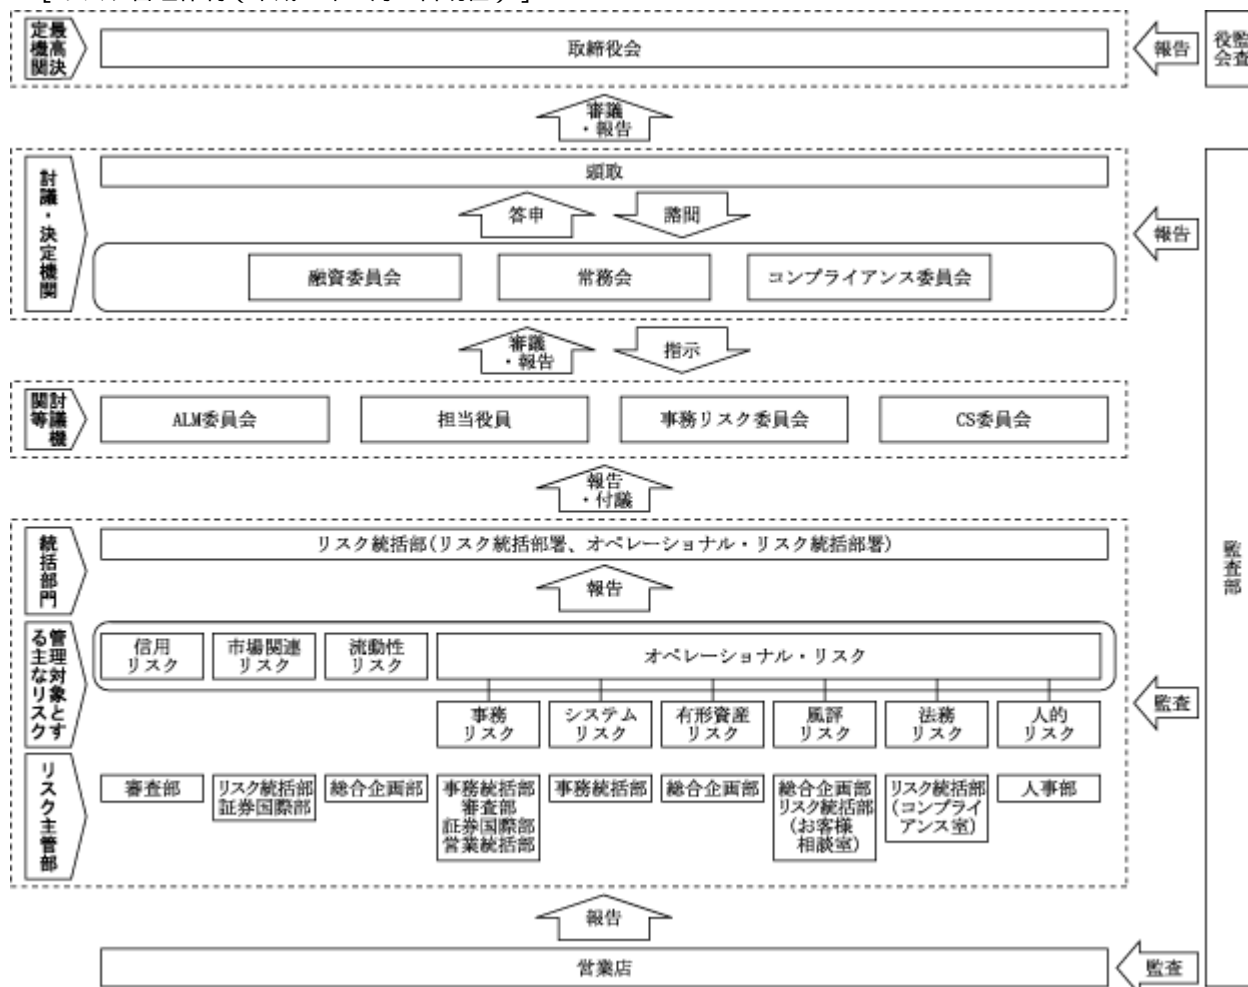 最高決
定機関
取締役会
報告
監査
役会
審議
・報告
討議・決定機関
頭取
答申
諮問
報告
融資委員会
常務会
コンプライアンス委員会
審議
・報告
指示
討議機
関等
ALM委員会
担当役員
事務リスク委員会
CS委員会
報告
・付議
統括部門
リスク統括部(リスク統括部署、オペレーショナル・リスク統括部署)
報告
監査部
管理対象とす
る主なリスク
信用
リスク
市場関連
リスク
流動性
リスク
オペレーショナル・リスク
事務
リスク
システム
リスク
有形資産
リスク
風評
リスク
法務
リスク
人的
リスク
監査
リスク主管部
審査部
リスク統括部
証券国際部
総合企画部
事務統括部
審査部
証券国際部
営業統括部
事務統括部
総合企画部
総合企画部
リスク統括部
(お客様
相談室)
リスク統括部
(コンプライ
アンス室)
人事部
報告
営業店
監査